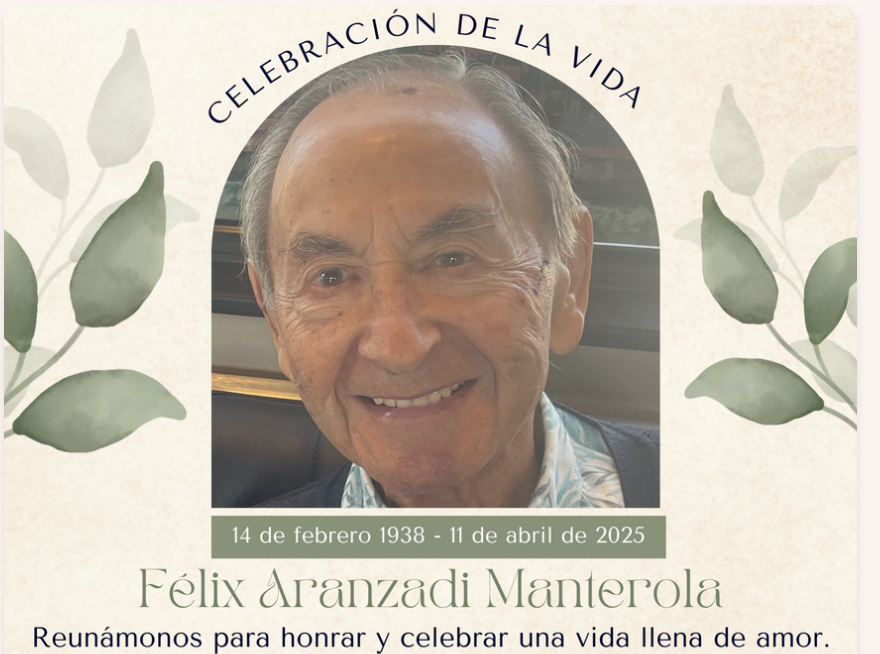 CELEBRACIÓN DE LA VIDA
14 de febrero 1938 - 11 de abril de 2025
Félix Aranzadi Manterola
Reunámonos para honrar y celebrar una vida llena de amor.